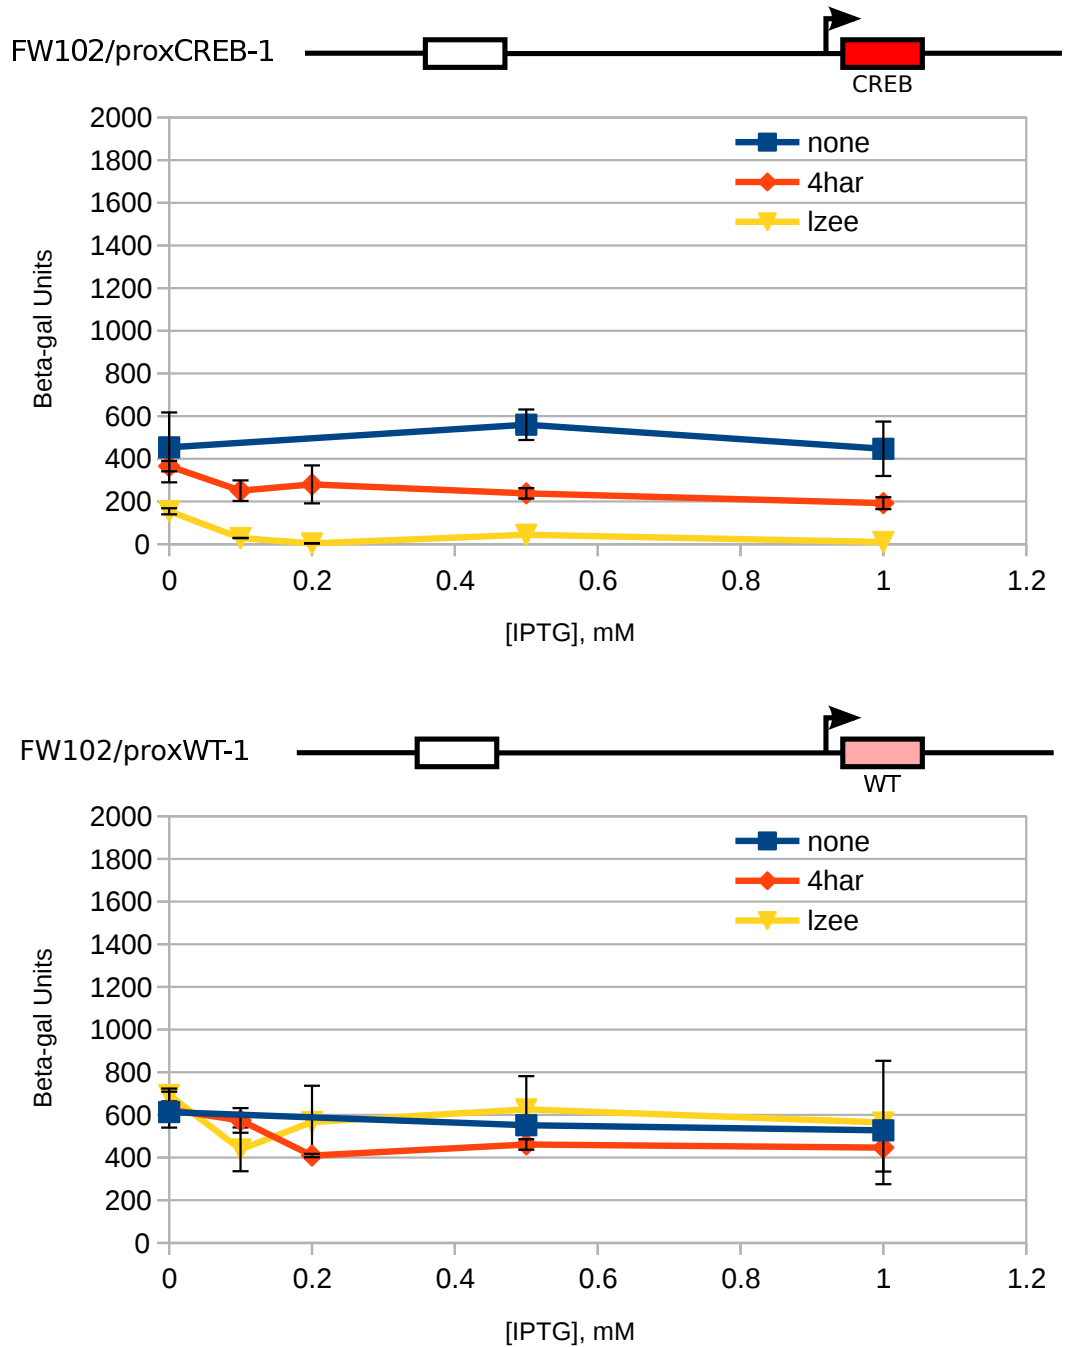 FW102/proxCREB-1
CREB
2000
1800
1600
1400
1200
1000
800
600
400
200
0
Beta-gal Units
none
4har
lzee
0 0.2 0.4 0.6 0.8 1 1.2
[IPTG], mM
FW102/proxWT-1
WT
2000
1800
1600
1400
1200
1000
800
600
400
200
0
Beta-gal Units
none
4har
lzee
0 0.2 0.4 0.6 0.8 1 1.2
[IPTG], mM